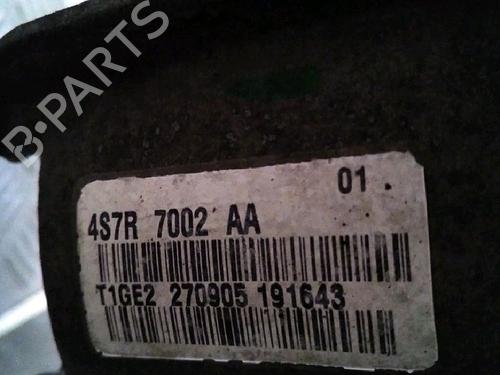 B-PARTS
01 .
4S7R 7002 AA
T1GE2 270905 191643